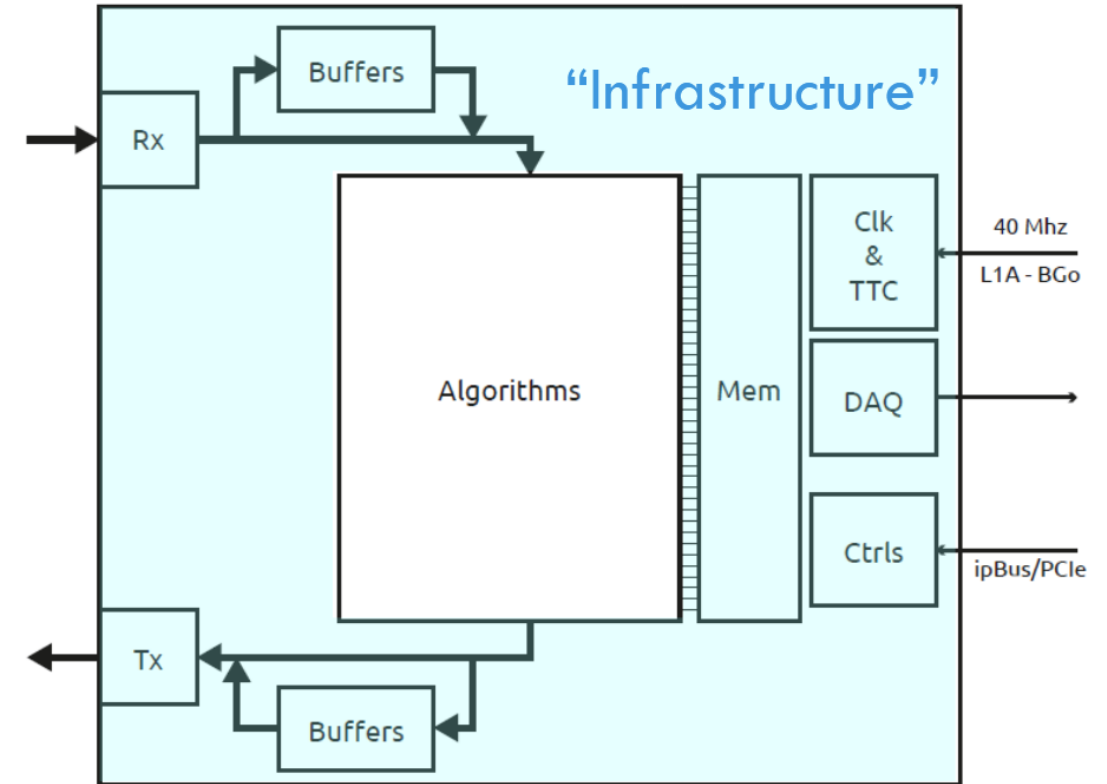 Buffers
“Infrastructure”
Rx
Clk
&
TTC
40 Mhz
L1A - BGo
Algorithms
Mem
DAQ
Ctrls
ipBus/PCIe
Tx
Buffers